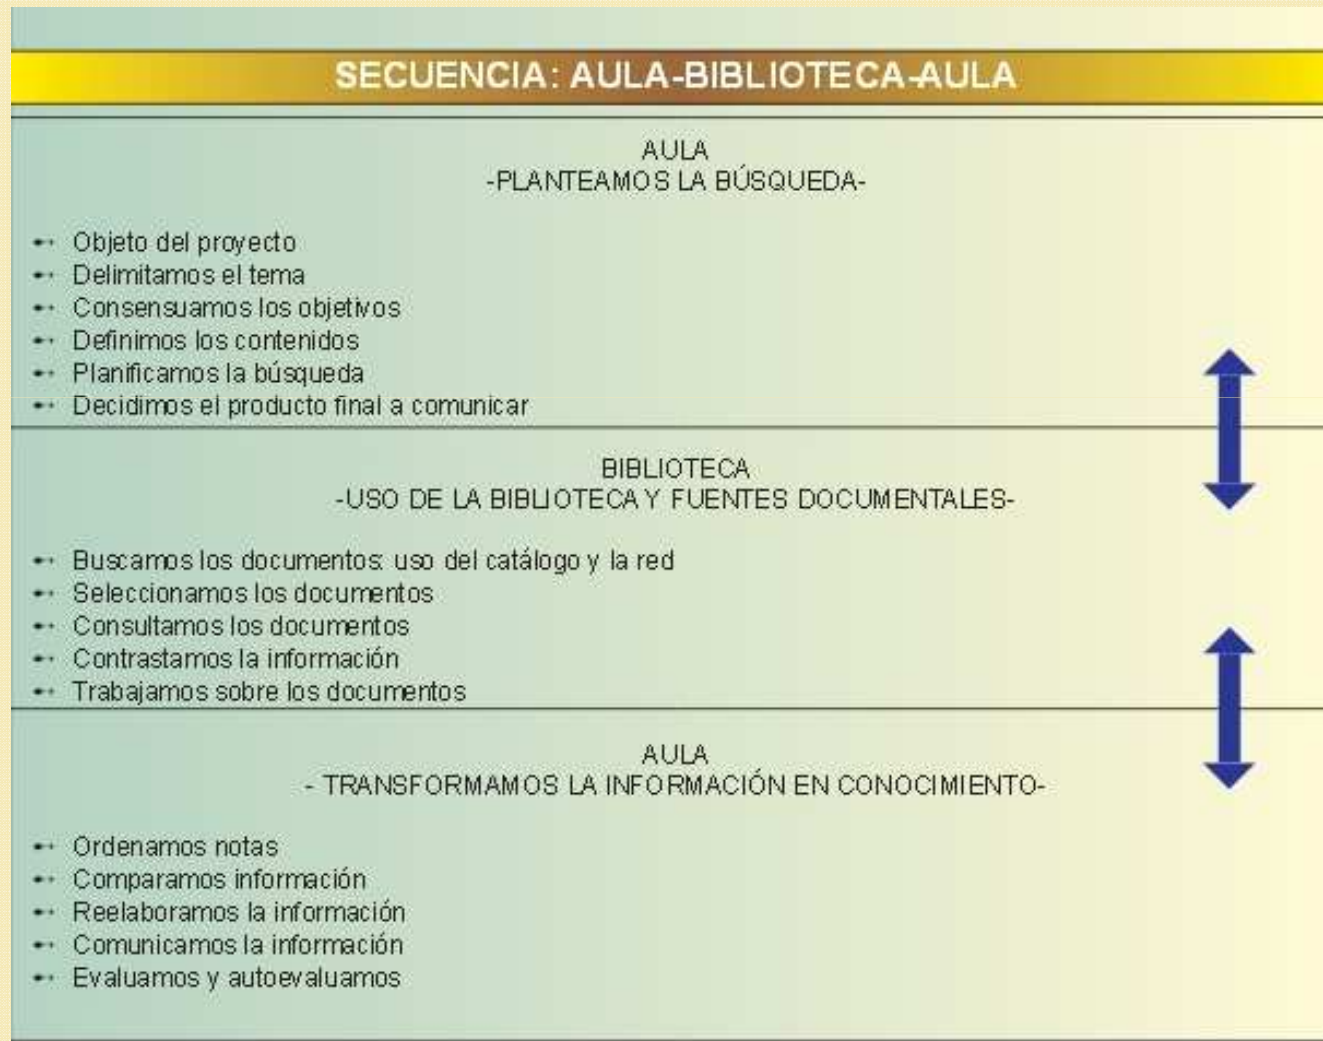 SECUENCIA: AULA-BIBLIOTECA-AULA
AULA
-PLANTEAMOS LA BÚSQUEDA-
Objeto del proyecto
Delimitamos el tema
Consensuamos los objetivos
Definimos los contenidos
Planificamos la búsqueda
Decidimos el producto final a comunicar
BIBLIOTECA
-USO DE LA BIBLIOTECA Y FUENTES DOCUMENTALES-
Buscamos los documentos: uso del catálogo y la red
Seleccionamos los documentos
Consultamos los documentos
Contrastamos la información
Trabajamos sobre los documentos
AULA
- TRANSFORMAMOS LA INFORMACIÓN EN CONOCIMIENTO-
Ordenamos notas
Comparamos información
Reelaboramos la información
Comunicamos la información
Evaluamos y autoevaluamos